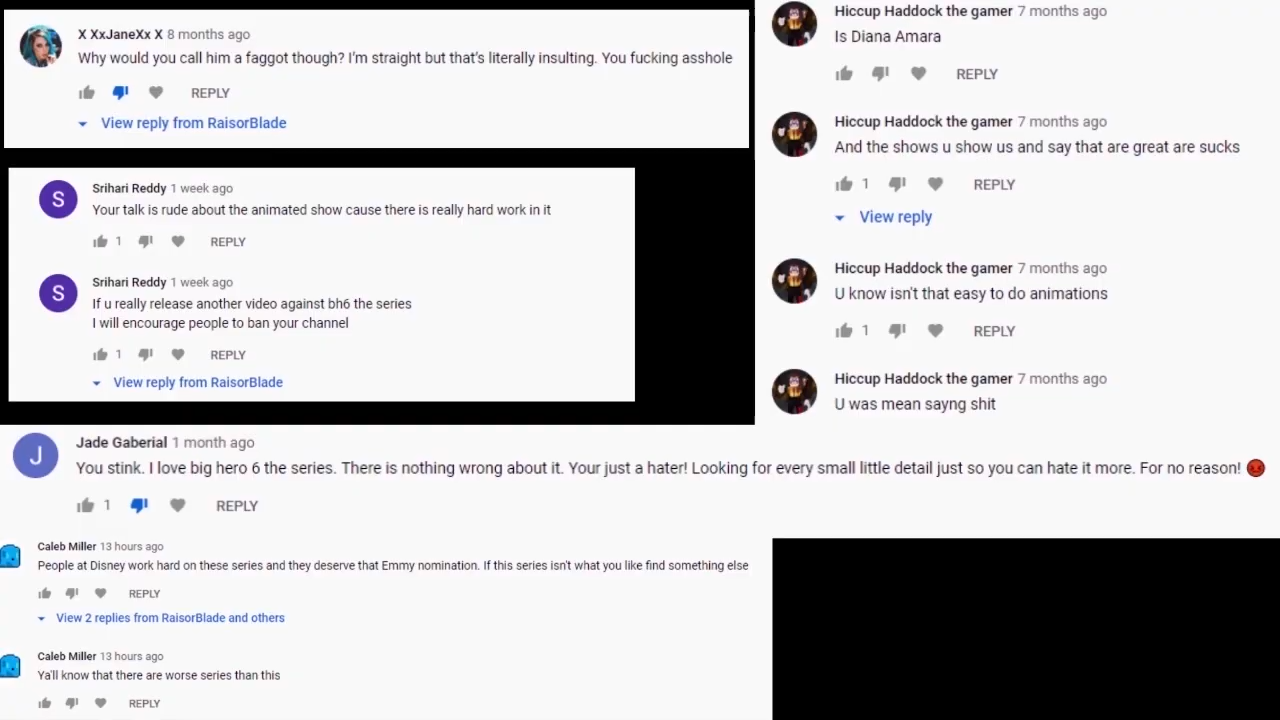 X XxJaneXx X 8 months ago
Why would you call him a faggot though? I'm straight but that's literally insulting. You fucking asshole
REPLY
View reply from RaisorBlade
S
Srihari Reddy 1 week ago
Your talk is rude about the animated show cause there is really hard work in it
1 REPLY
S
Srihari Reddy 1 week ago
If u really release another video against bh6 the series
I will encourage people to ban your channel
1 REPLY
View reply from RaisorBlade
Hiccup Haddock the gamer 7 months ago
Is Diana Amara
REPLY
Hiccup Haddock the gamer 7 months ago
And the shows u show us and say that are great are sucks
1 REPLY
View reply
Hiccup Haddock the gamer 7 months ago
U know isn't that easy to do animations
1 REPLY
Hiccup Haddock the gamer 7 months ago
U was mean sayng shit
J
Jade Gaberial 1 month ago
You stink. I love big hero 6 the series. There is nothing wrong about it. Your just a hater! Looking for every small little detail just so you can hate it more. For no reason! 😡
1 REPLY
Caleb Miller 13 hours ago
People at Disney work hard on these series and they deserve that Emmy nomination. If this series isn't what you like find something else
REPLY
View 2 replies from RaisorBlade and others
Caleb Miller 13 hours ago
Ya'll know that there are worse series than this
REPLY